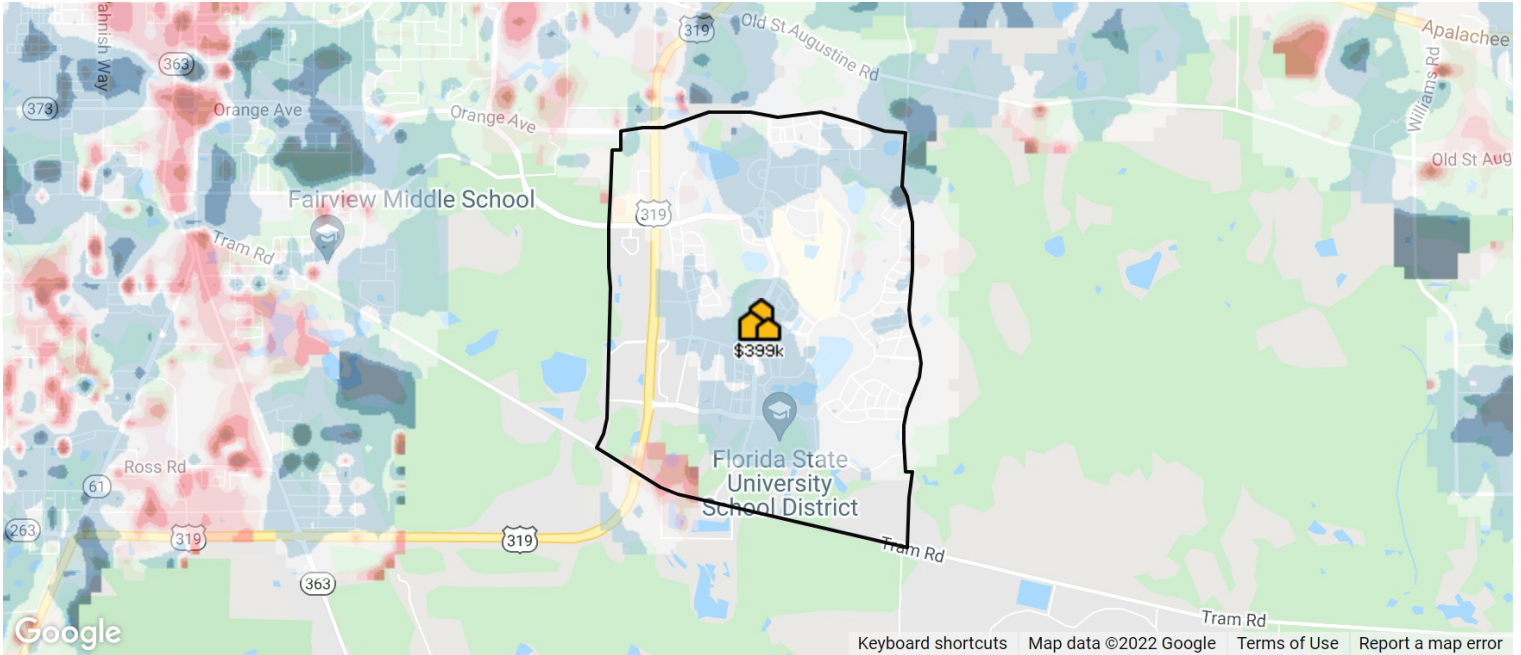 319
Old St Augustine Rd
Apalachee
363
373
Orange Ave
Orange Ave
Williams Rd
Old St Aug
Fairview Middle School
319
Tram Rd
$399k
Florida State
University
School District
Ross Rd
61
263
319
319
Tram Rd
363
Tram Rd
Google
Keyboard shortcuts
Map data ©2022 Google
Terms of Use
Report a map error
ahnish Way